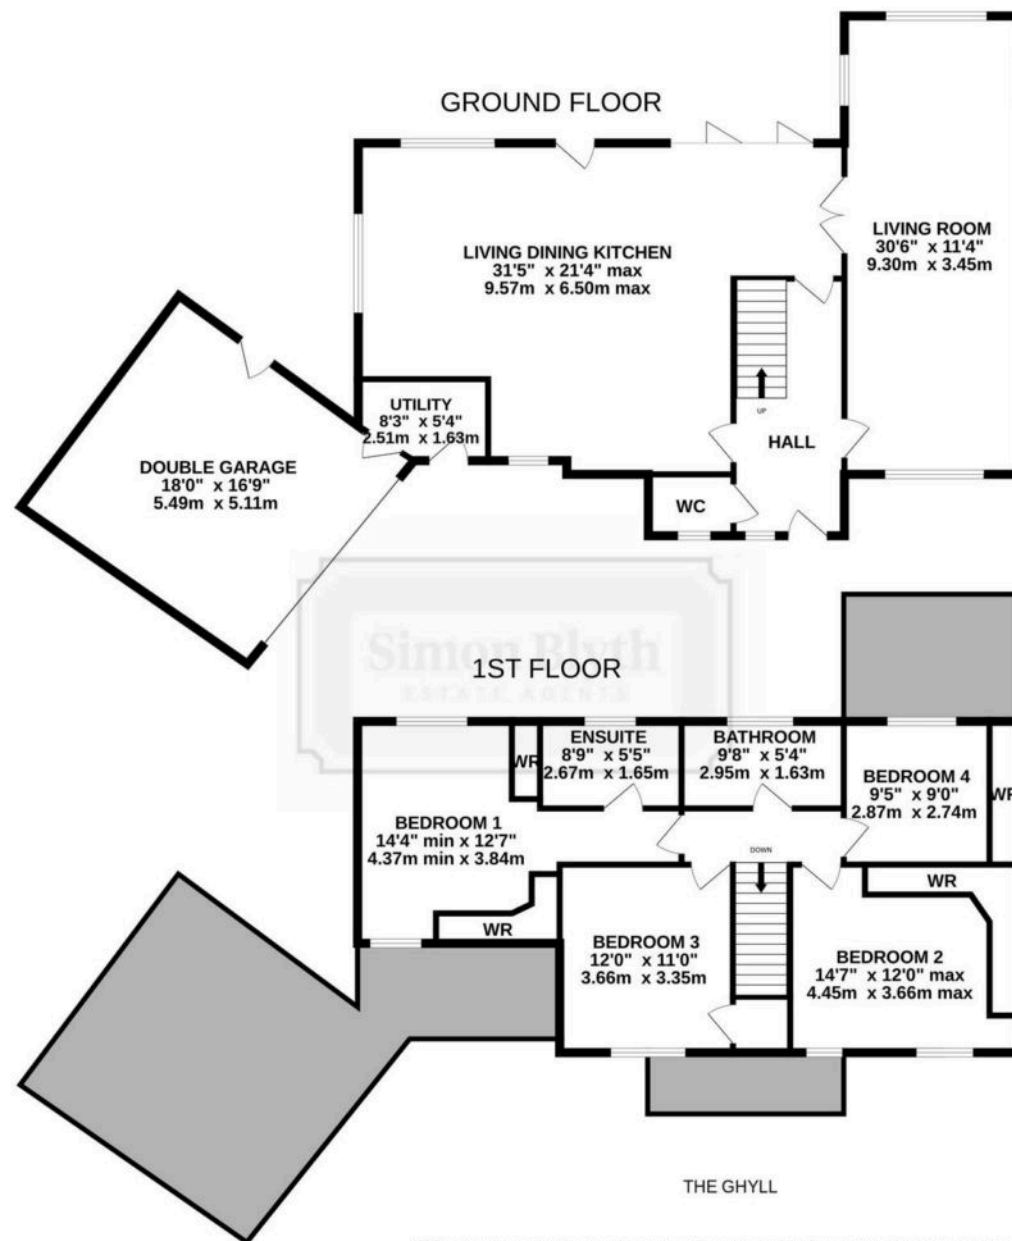 GROUND FLOOR
LIVING ROOM
30'6" x 11'4"
9.30m x 3.45m
LIVING DINING KITCHEN
31'5" x 21'4" max
9.57m x 6.50m max
UTILITY
8'3" x 5'4"
2.51m x 1.63m
UP
HALL
DOUBLE GARAGE
18'0" x 16'9"
5.49m x 5.11m
WC
Simon Blyth
ESTATE AGENTS
1ST FLOOR
ENSUITE
8'9" x 5'5"
2.67m x 1.65m
BATHROOM
9'8" x 5'4"
2.95m x 1.63m
WR
BEDROOM 4
9'5" x 9'0"
2.87m x 2.74m
WR
BEDROOM 1
14'4" min x 12'7"
4.37m min x 3.84m
DOWN
WR
WR
BEDROOM 3
12'0" x 11'0"
3.66m x 3.35m
BEDROOM 2
14'7" x 12'0" max
4.45m x 3.66m max
THE GHYLL